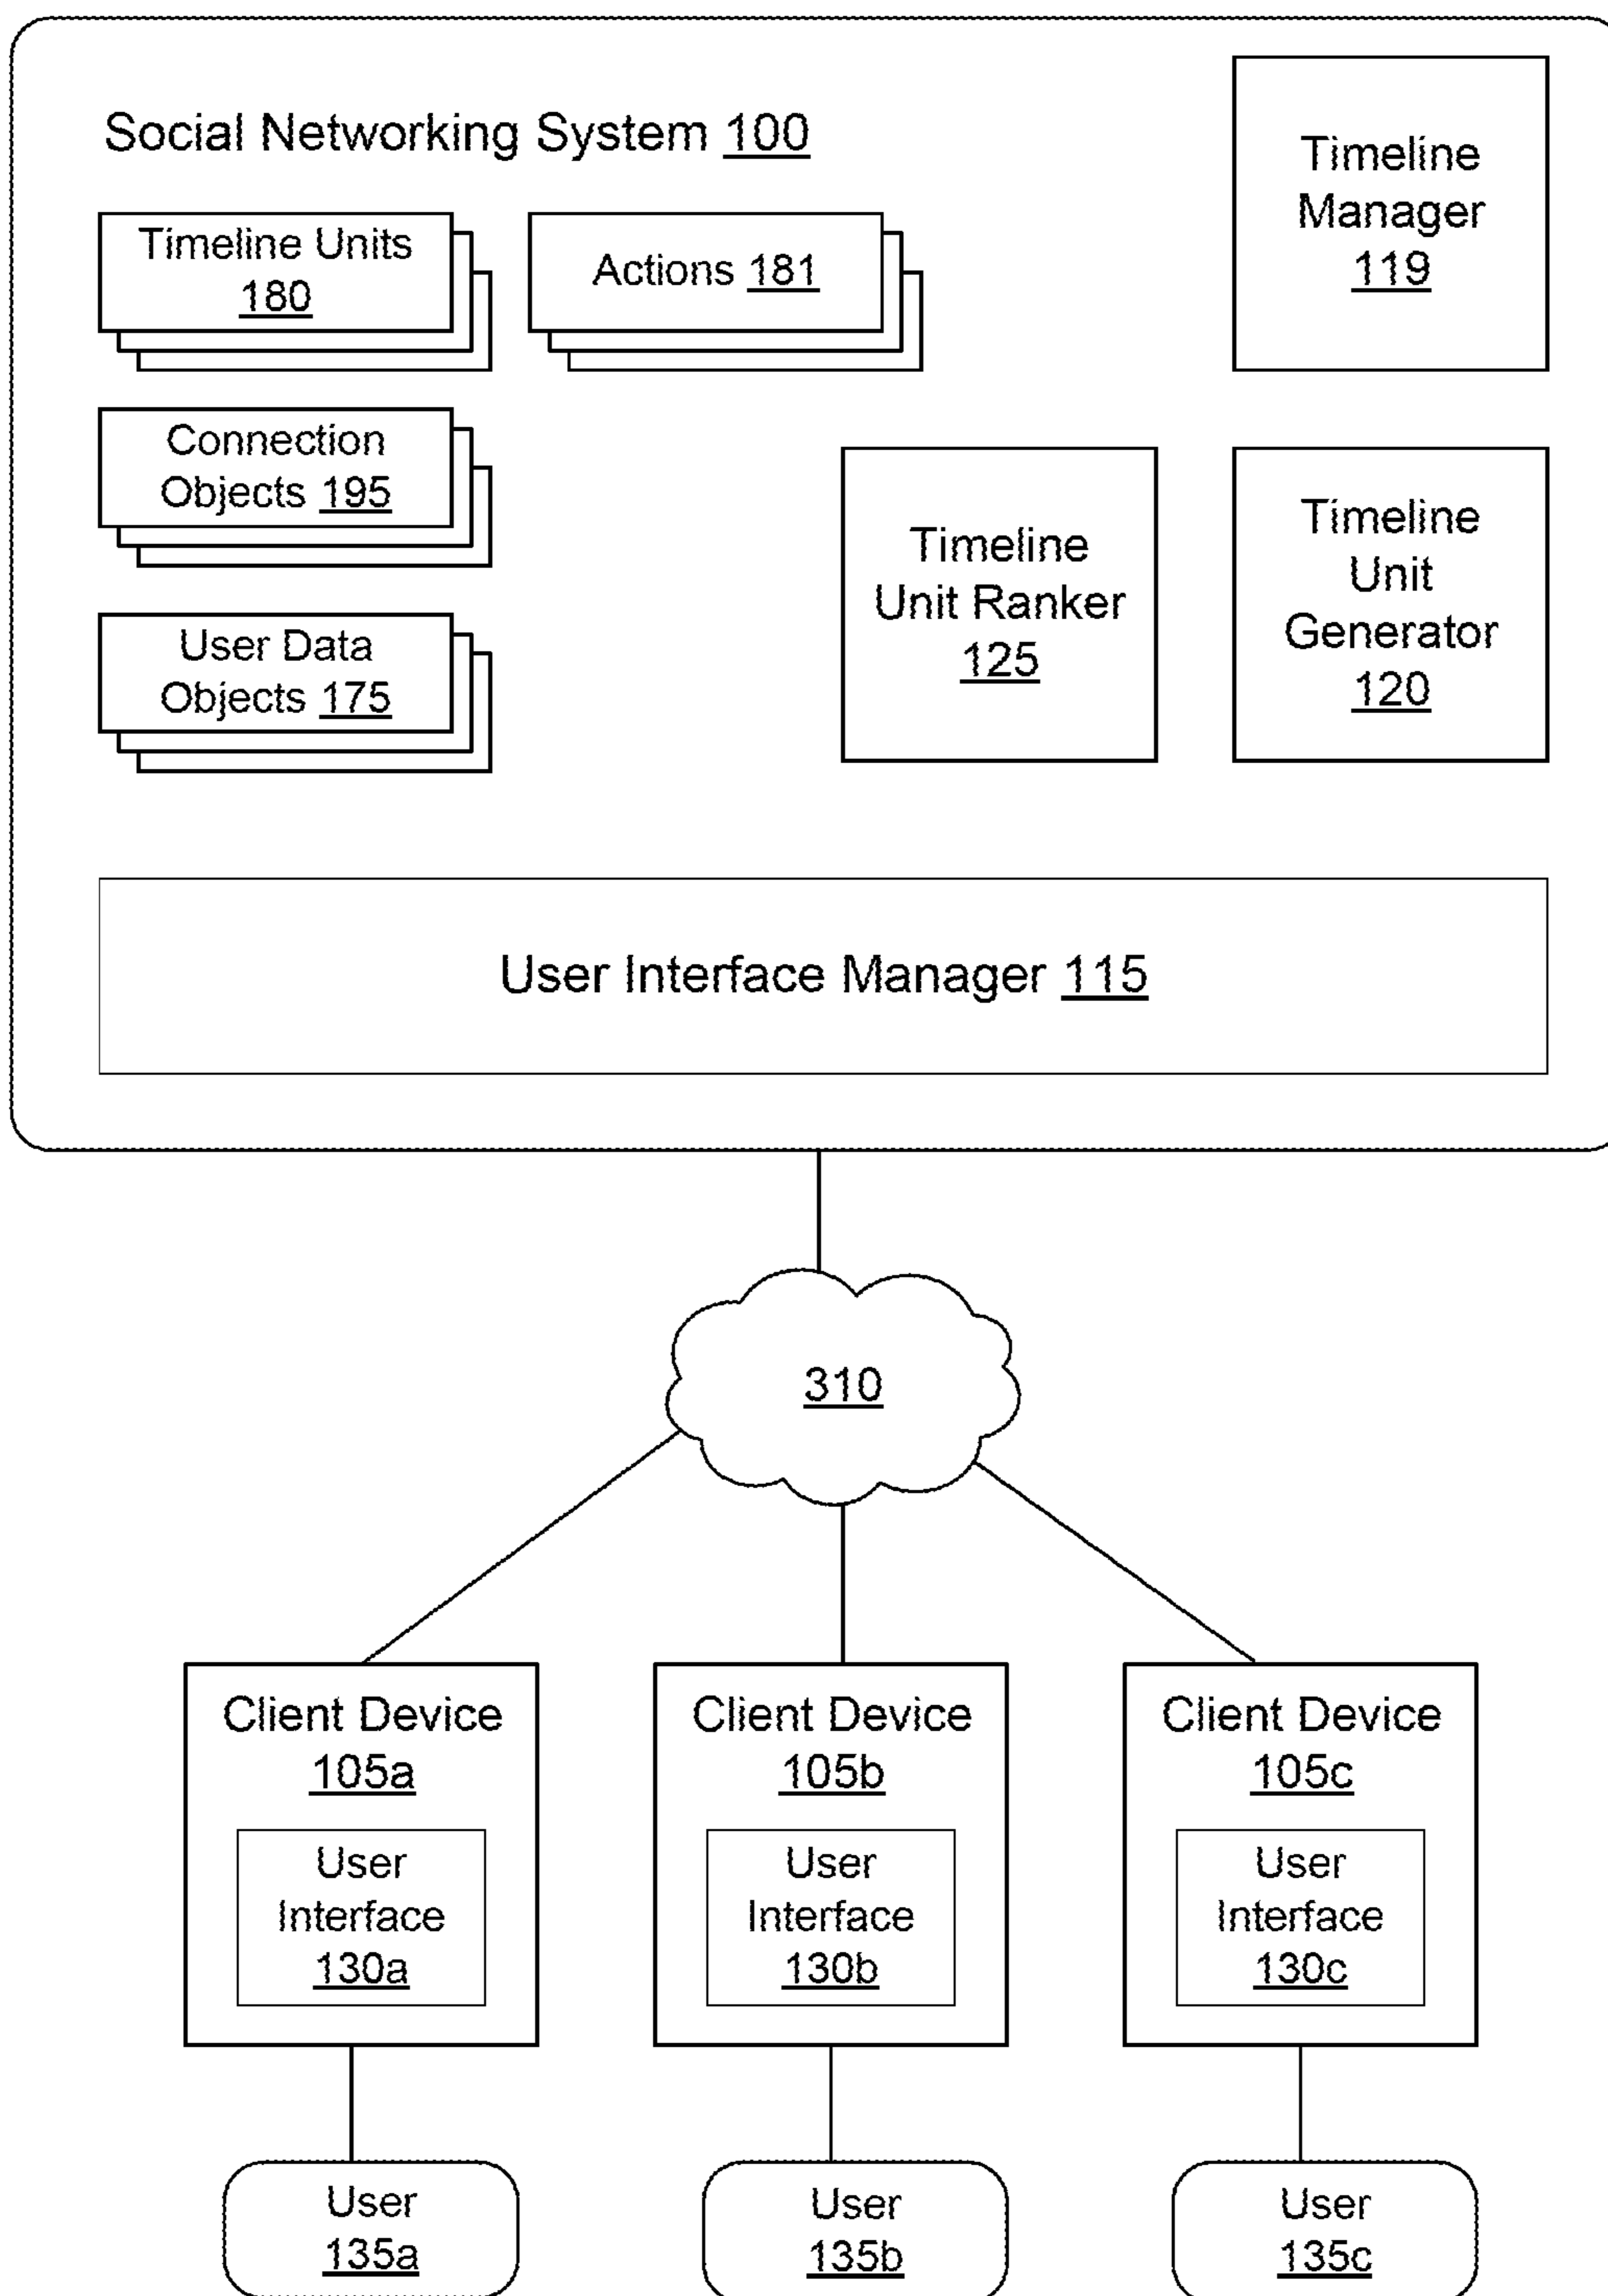 Social Networking System 100
Timeline
Manager
119
Timeline Units
180
Actions 181
Connection
Objects 195
User Data
Objects 175
Timeline
Unit Ranker
125
Timeline
Unit
Generator
120
User Interface Manager 115
310
Client Device
105a
User
Interface
130a
Client Device
105b
User
Interface
130b
Client Device
105c
User
Interface
130c
User
135a
User
135b
User
135c